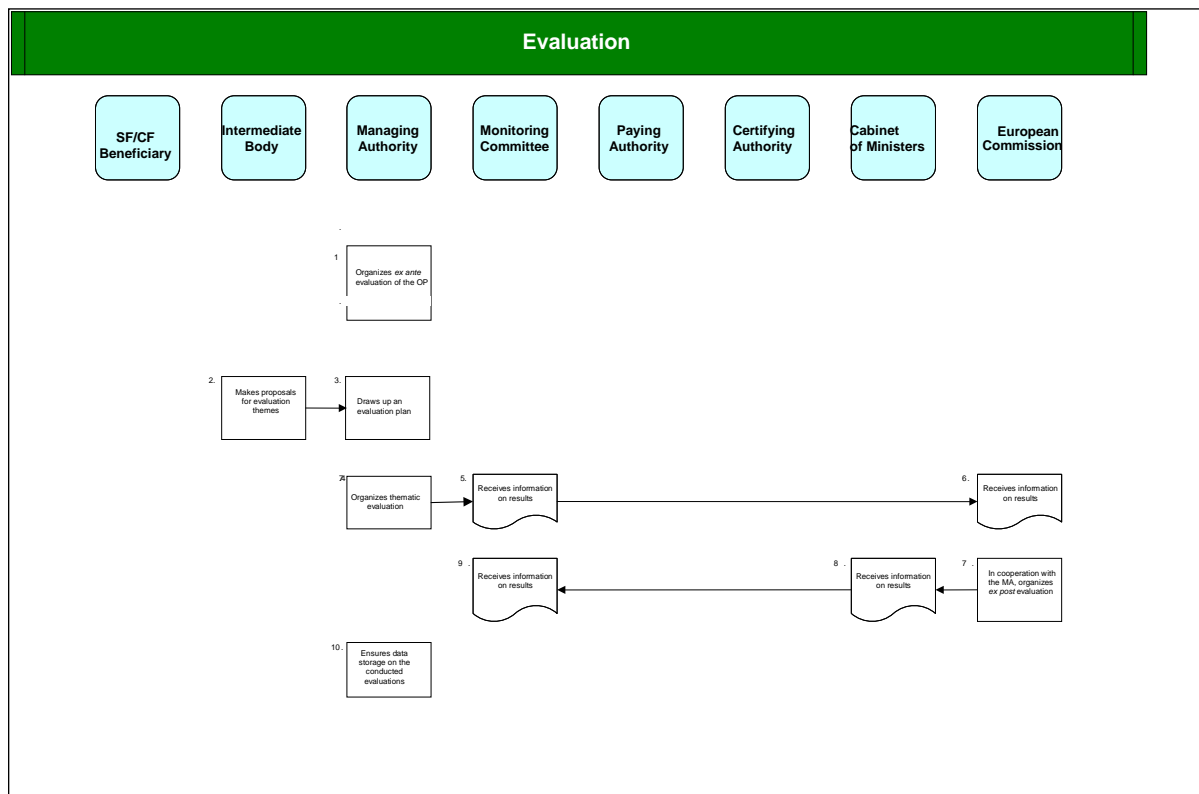 Evaluation
SF/CF
Beneficiary
Intermediate
Body
Managing
Authority
Monitoring
Committee
Paying
Authority
Certifying
Authority
Cabinet
of Ministers
European
Commission
.
1
Organizes ex ante
evaluation of the OP
.
2.
Makes proposals
for evaluation
themes
3.
Draws up an
evaluation plan
Organizes thematic
evaluation
5.
Receives information
on results
6.
Receives information
on results
9 .
Receives information
on results
8 .
Receives information
on results
7 .
In cooperation with
the MA, organizes
ex post evaluation
10.
Ensures data
storage on the
conducted
evaluations